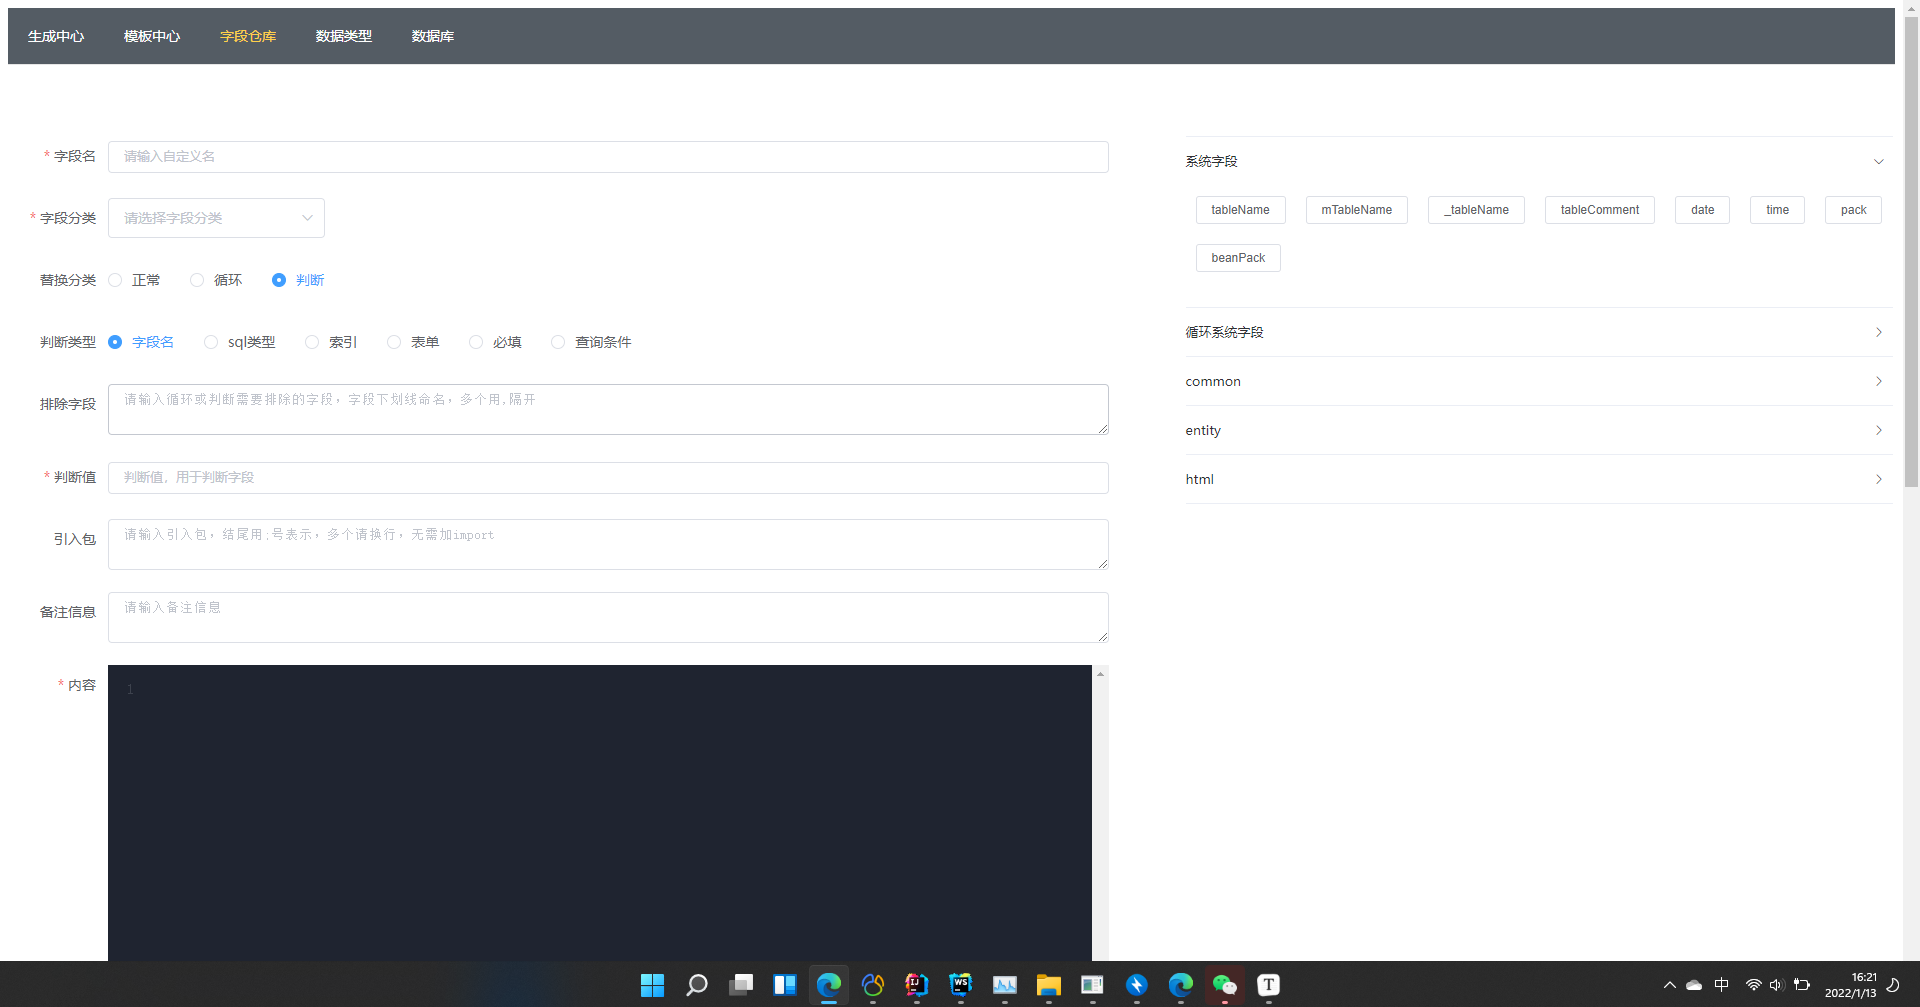 生成中心 模板中心 字段仓库 数据类型 数据库
* 字段名 请输入自定义名
* 字段分类 请选择字段分类
替换分类 正常 循环 判断
判断类型 字段名 sql类型 索引 表单 必填 查询条件
排除字段 请输入循环或判断需要排除的字段，字段下划线命名，多个用,隔开
* 判断值 判断值，用于判断字段
引入包 请输入引入包，结尾用;号表示，多个请换行，无需加import
备注信息 请输入备注信息
* 内容 1
系统字段
tableName mTableName _tableName tableComment date time pack
beanPack
循环系统字段
common
entity
html
IJ WS T
中 16:21
2022/1/13